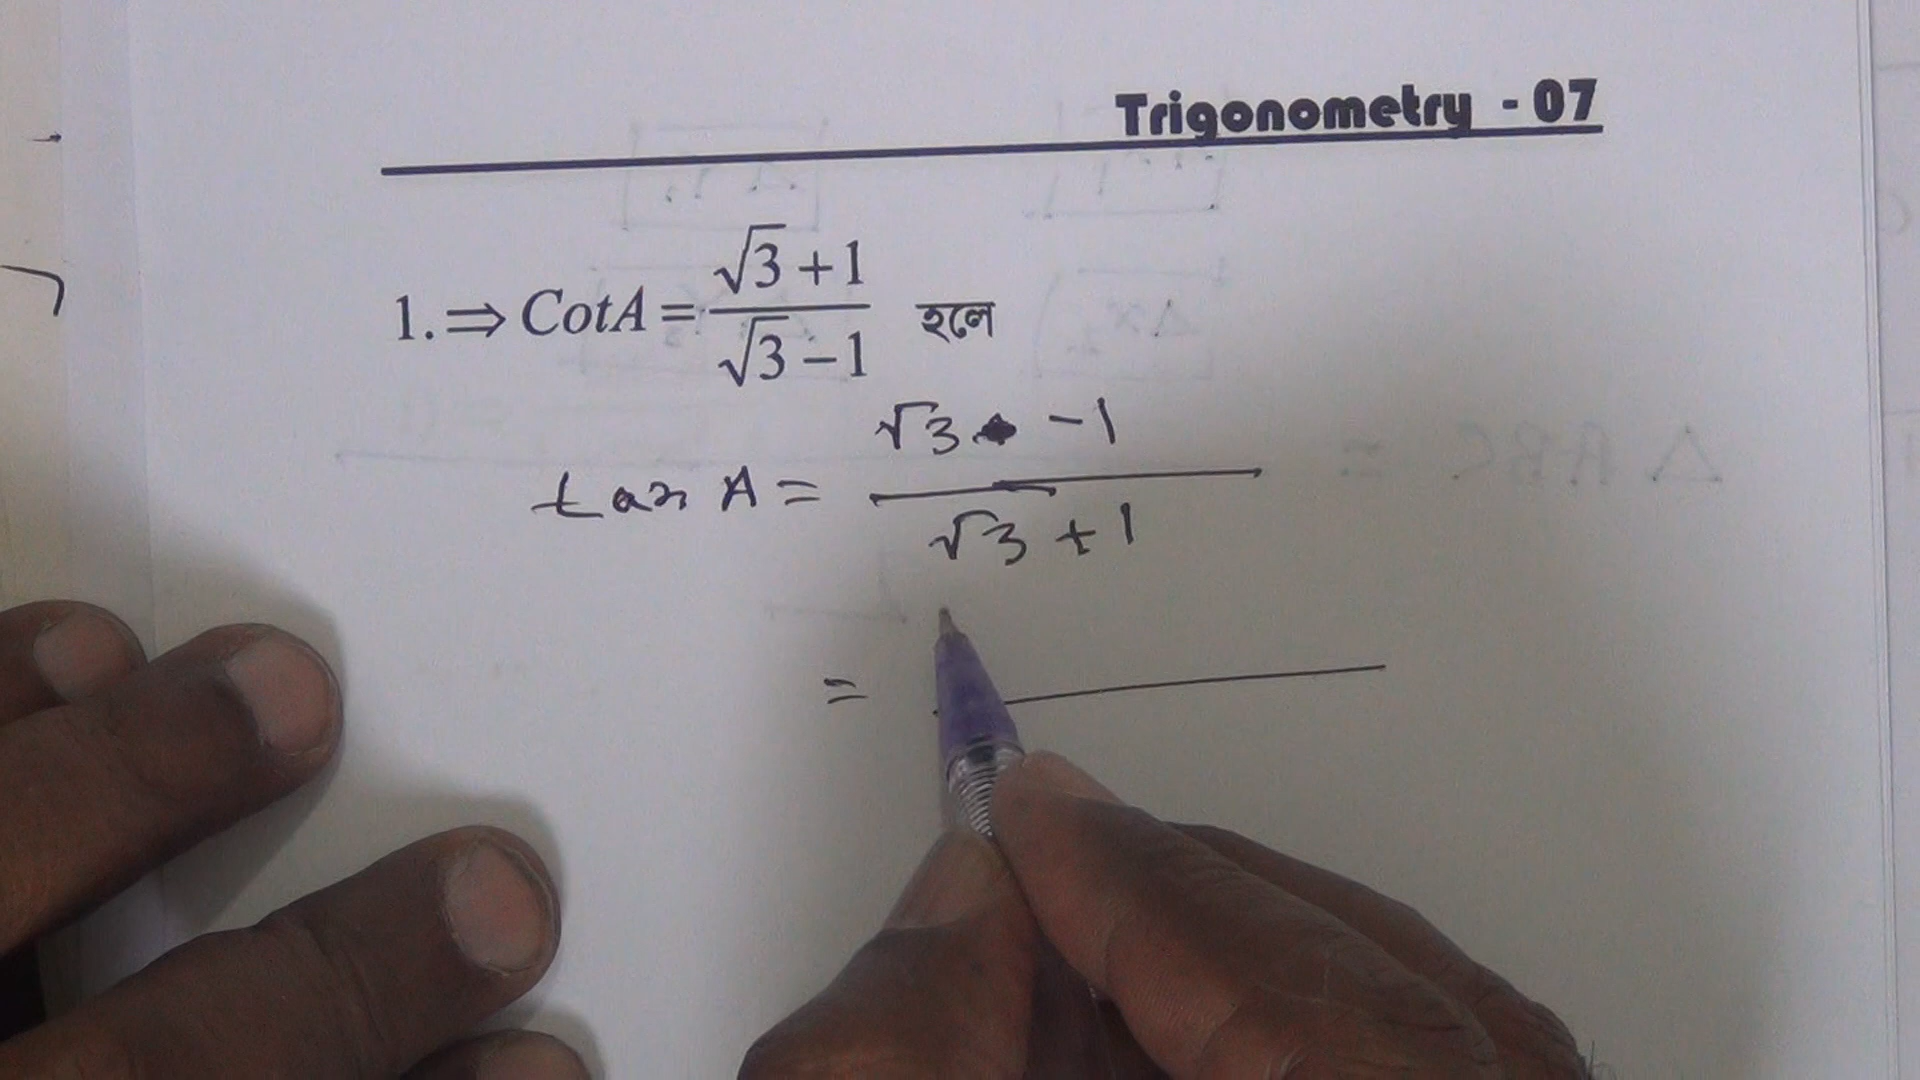 Trigonometry - 07
1. ⇒ CotA = (√3 + 1)/(√3 − 1) হলে
tan A = (√3 - 1)/(√3 + 1)
=